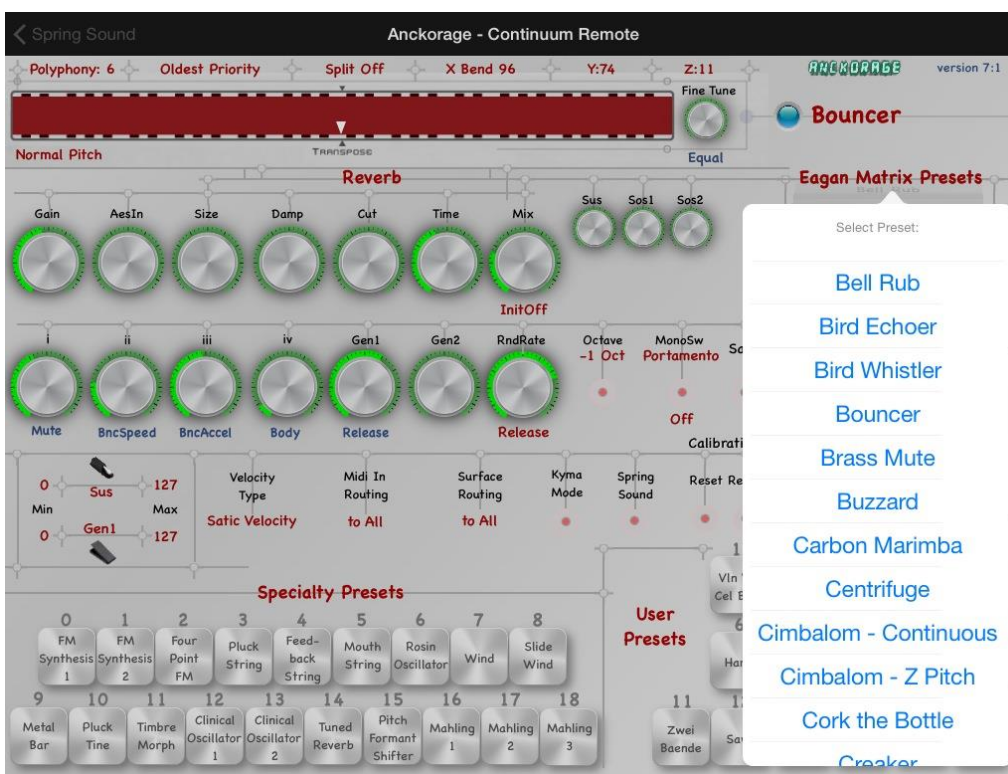 Spring Sound
Anckorage - Continuum Remote
Polyphony: 6 Oldest Priority Split Off X Bend 96 Y:74 Z:11
ANCKORAGE
version 7:1
Fine Tune
Bouncer
TRANSPOSE
Normal Pitch
Equal
Reverb
Eagan Matrix Presets
Bell Rub
Gain AesIn Size Damp Cut Time Mix
Sus Sos1 Sos2
InitOff
i ii iii iv Gen1 Gen2 RndRate
Octave MonoSw
-1 Oct Portamento
Off
Mute BncSpeed BncAccel Body Release Release
0 Sus 127
Min Max
0 Gen1 127
Velocity
Type
Satic Velocity
Midi In
Routing
to All
Surface
Routing
to All
Kyma
Mode
Spring
Sound
Reset
Specialty Presets
0 1 2 3 4 5 6 7 8
FM
Synthesis
1
FM
Synthesis
2
Four
Point
FM
Pluck
String
Feed-
back
String
Mouth
String
Rosin
Oscillator
Wind
Slide
Wind
9 10 11 12 13 14 15 16 17 18
Metal
Bar
Pluck
Tine
Timbre
Morph
Clinical
Oscillator
1
Clinical
Oscillator
2
Tuned
Reverb
Pitch
Formant
Shifter
Mahling
1
Mahling
2
Mahling
3
User
Presets
Vln
Cel
11
Zwei
Baende
Select Preset:
Bell Rub
Bird Echoer
Bird Whistler
Bouncer
Brass Mute
Buzzard
Carbon Marimba
Centrifuge
Cimbalom - Continuous
Cimbalom - Z Pitch
Cork the Bottle
Creaker